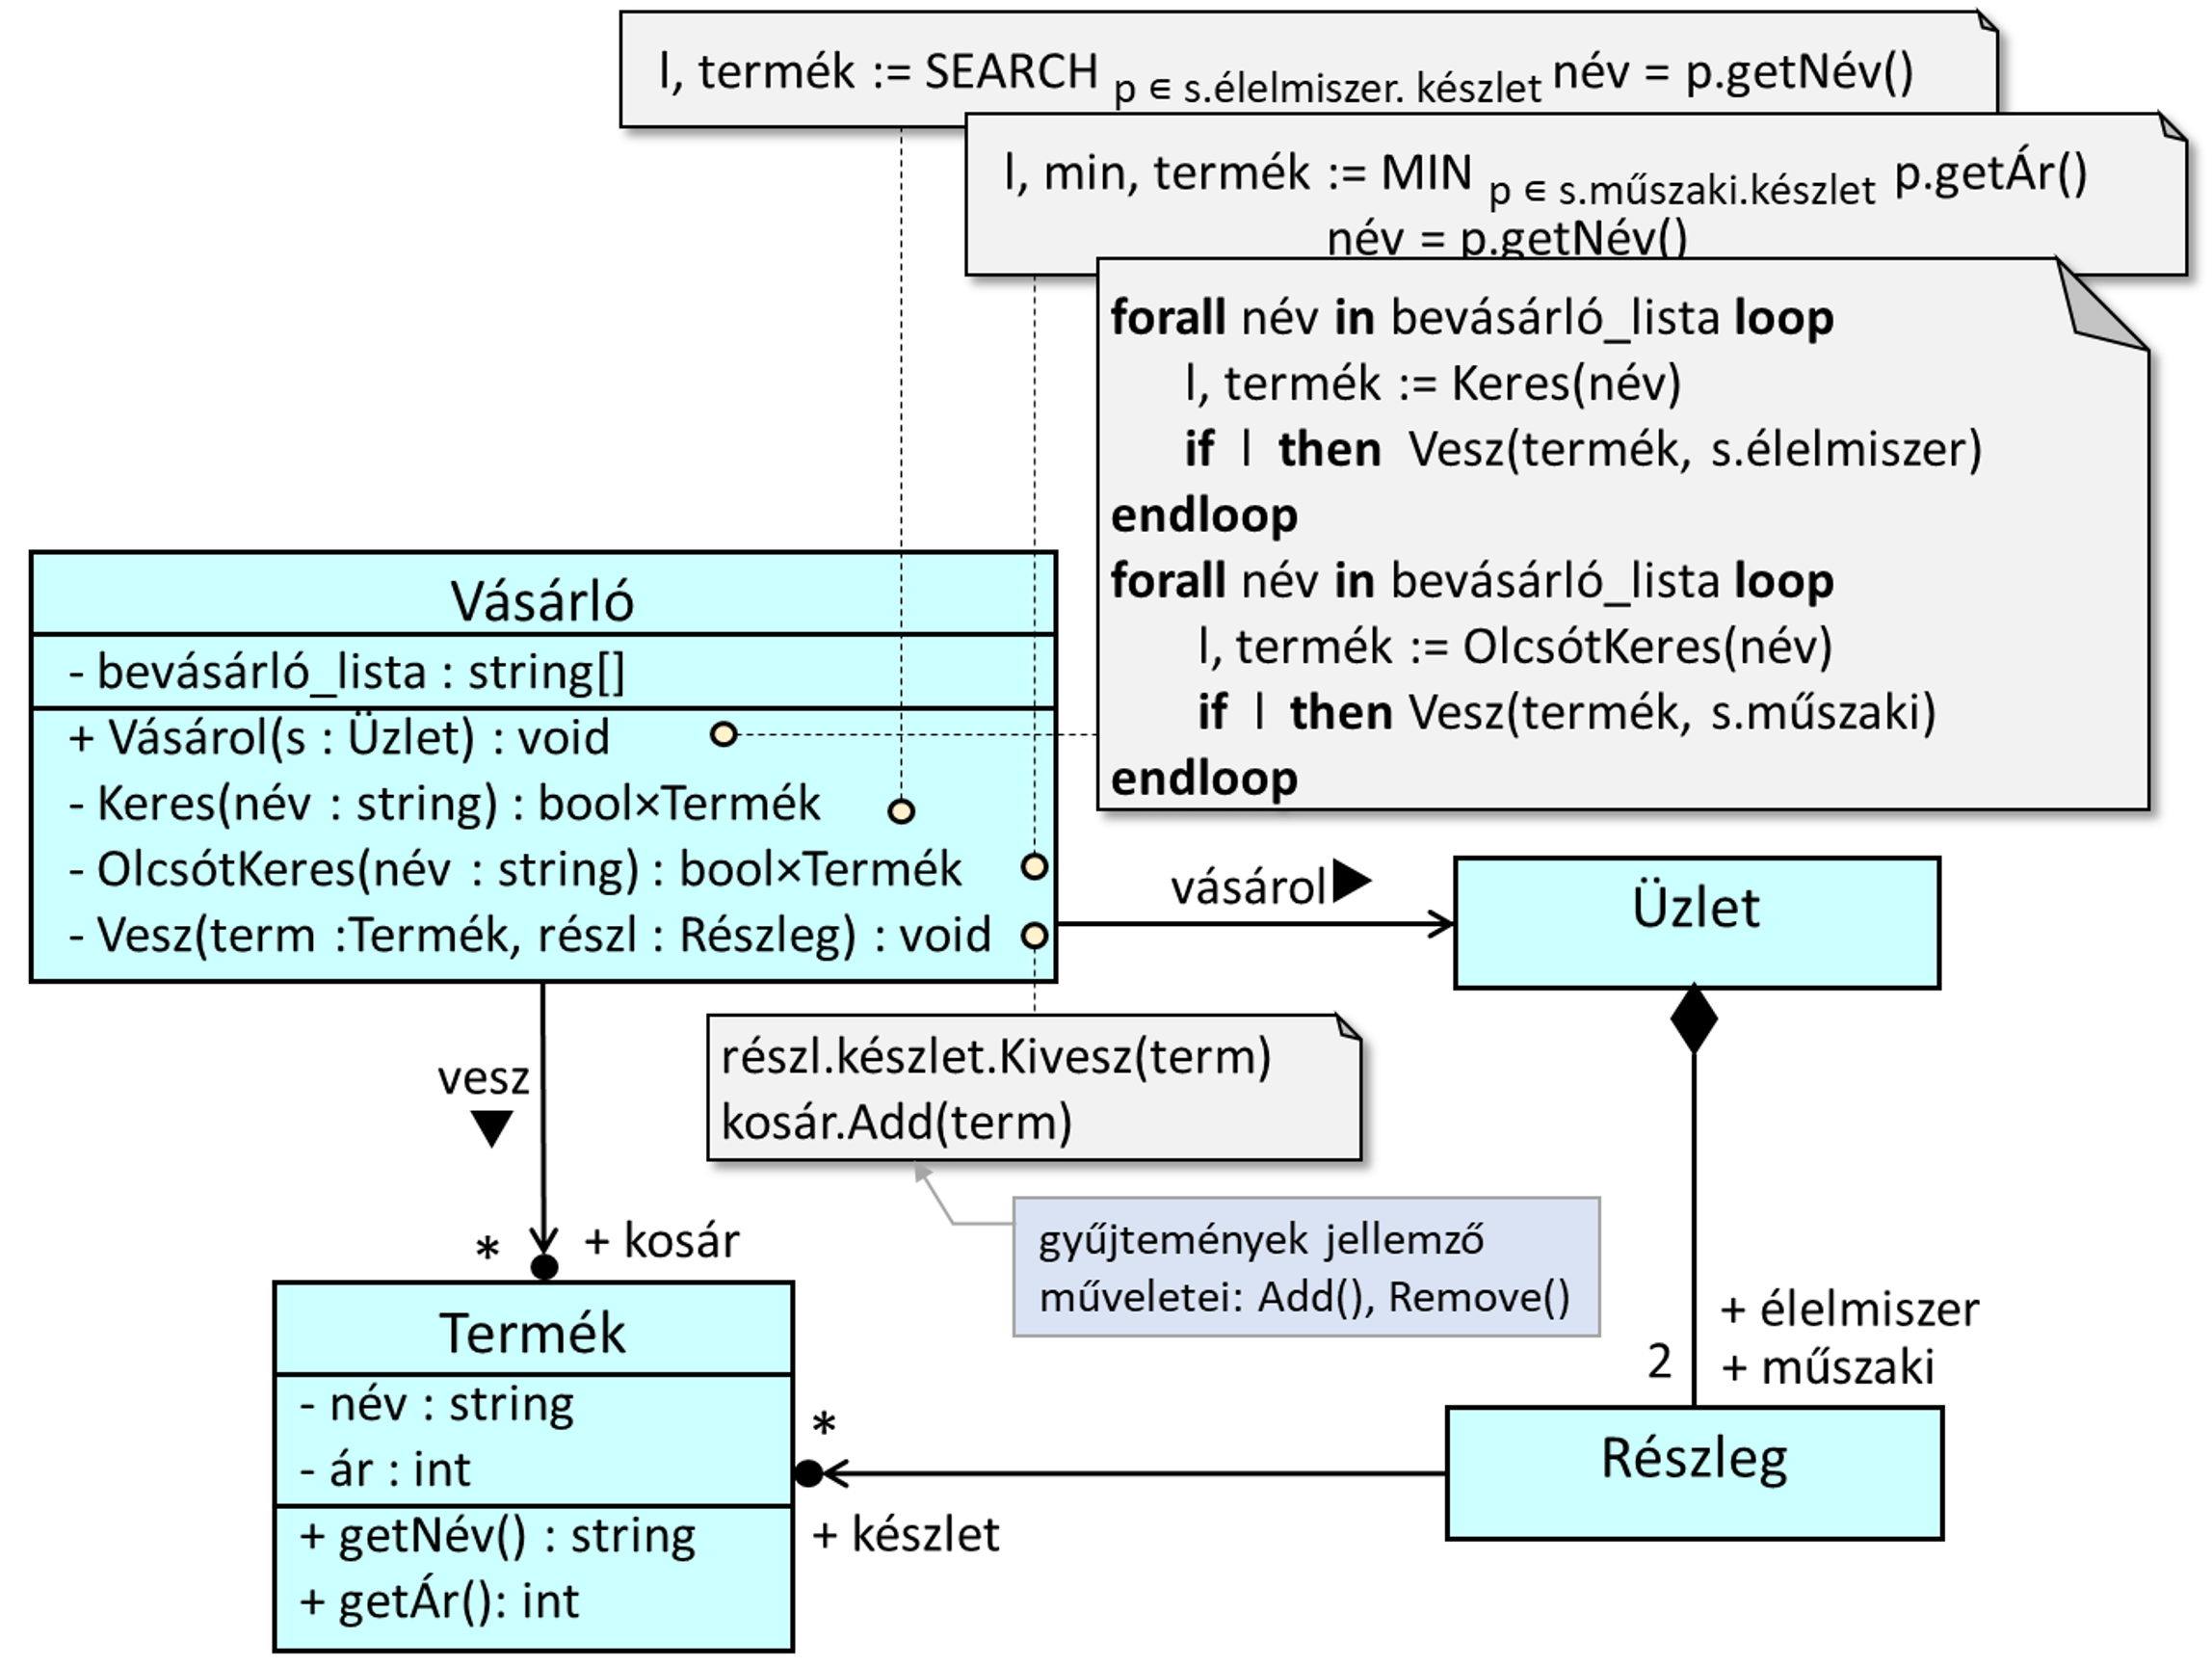 l, termék := SEARCH p ∈ s.élelmiszer. készlet név = p.getNév()
l, min, termék := MIN p ∈ s.műszaki.készlet p.getÁr()
név = p.getNév()
forall név in bevásárló_lista loop
l, termék := Keres(név)
if l then Vesz(termék, s.élelmiszer)
endloop
forall név in bevásárló_lista loop
l, termék := OlcsótKeres(név)
if l then Vesz(termék, s.műszaki)
endloop
Vásárló
- bevásárló_lista : string[]
+ Vásárol(s : Üzlet) : void
- Keres(név : string) : bool×Termék
- OlcsótKeres(név : string) : bool×Termék
- Vesz(term :Termék, részl : Részleg) : void
vásárol
Üzlet
részl.készlet.Kivesz(term)
kosár.Add(term)
vesz
* + kosár
gyűjtemények jellemző
műveletei: Add(), Remove()
+ élelmiszer
2 + műszaki
Termék
- név : string
- ár : int
+ getNév() : string
+ getÁr(): int
*
+ készlet
Részleg